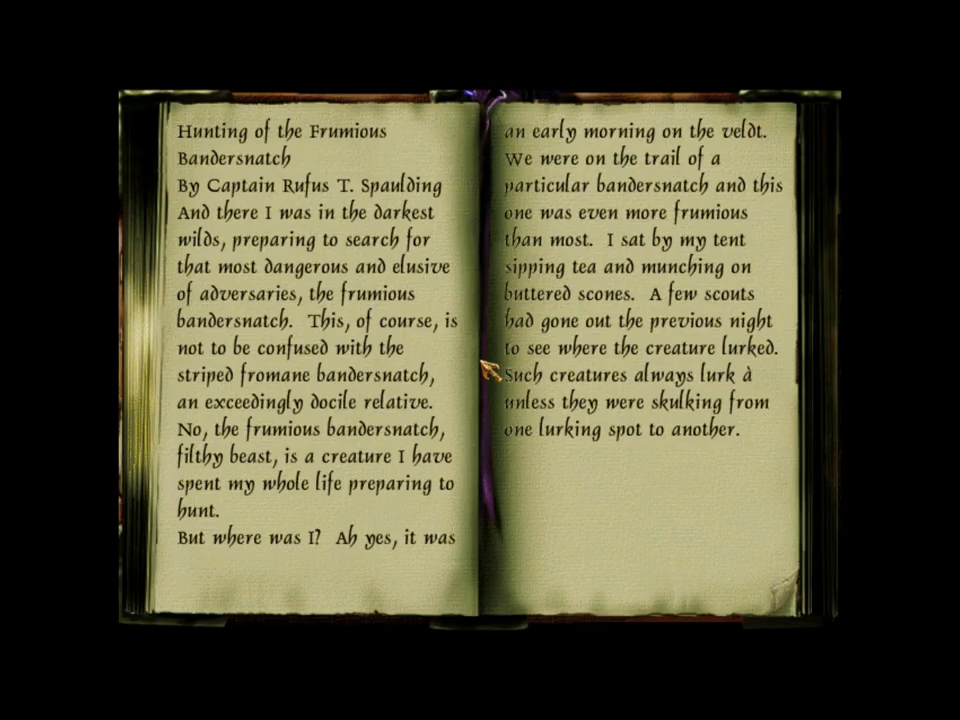 Hunting of the Frumious
Bandersnatch
By Captain Rufus T. Spaulding
And there I was in the darkest
wilds, preparing to search for
that most dangerous and elusive
of adversaries, the frumious
bandersnatch.  This, of course, is
not to be confused with the
striped fromane bandersnatch,
an exceedingly docile relative.
No, the frumious bandersnatch,
filthy beast, is a creature I have
spent my whole life preparing to
hunt.
But where was I?  Ah yes, it was
an early morning on the veldt.
We were on the trail of a
particular bandersnatch and this
one was even more frumious
than most.  I sat by my tent
sipping tea and munching on
buttered scones.  A few scouts
had gone out the previous night
to see where the creature lurked.
Such creatures always lurk à
unless they were skulking from
one lurking spot to another.